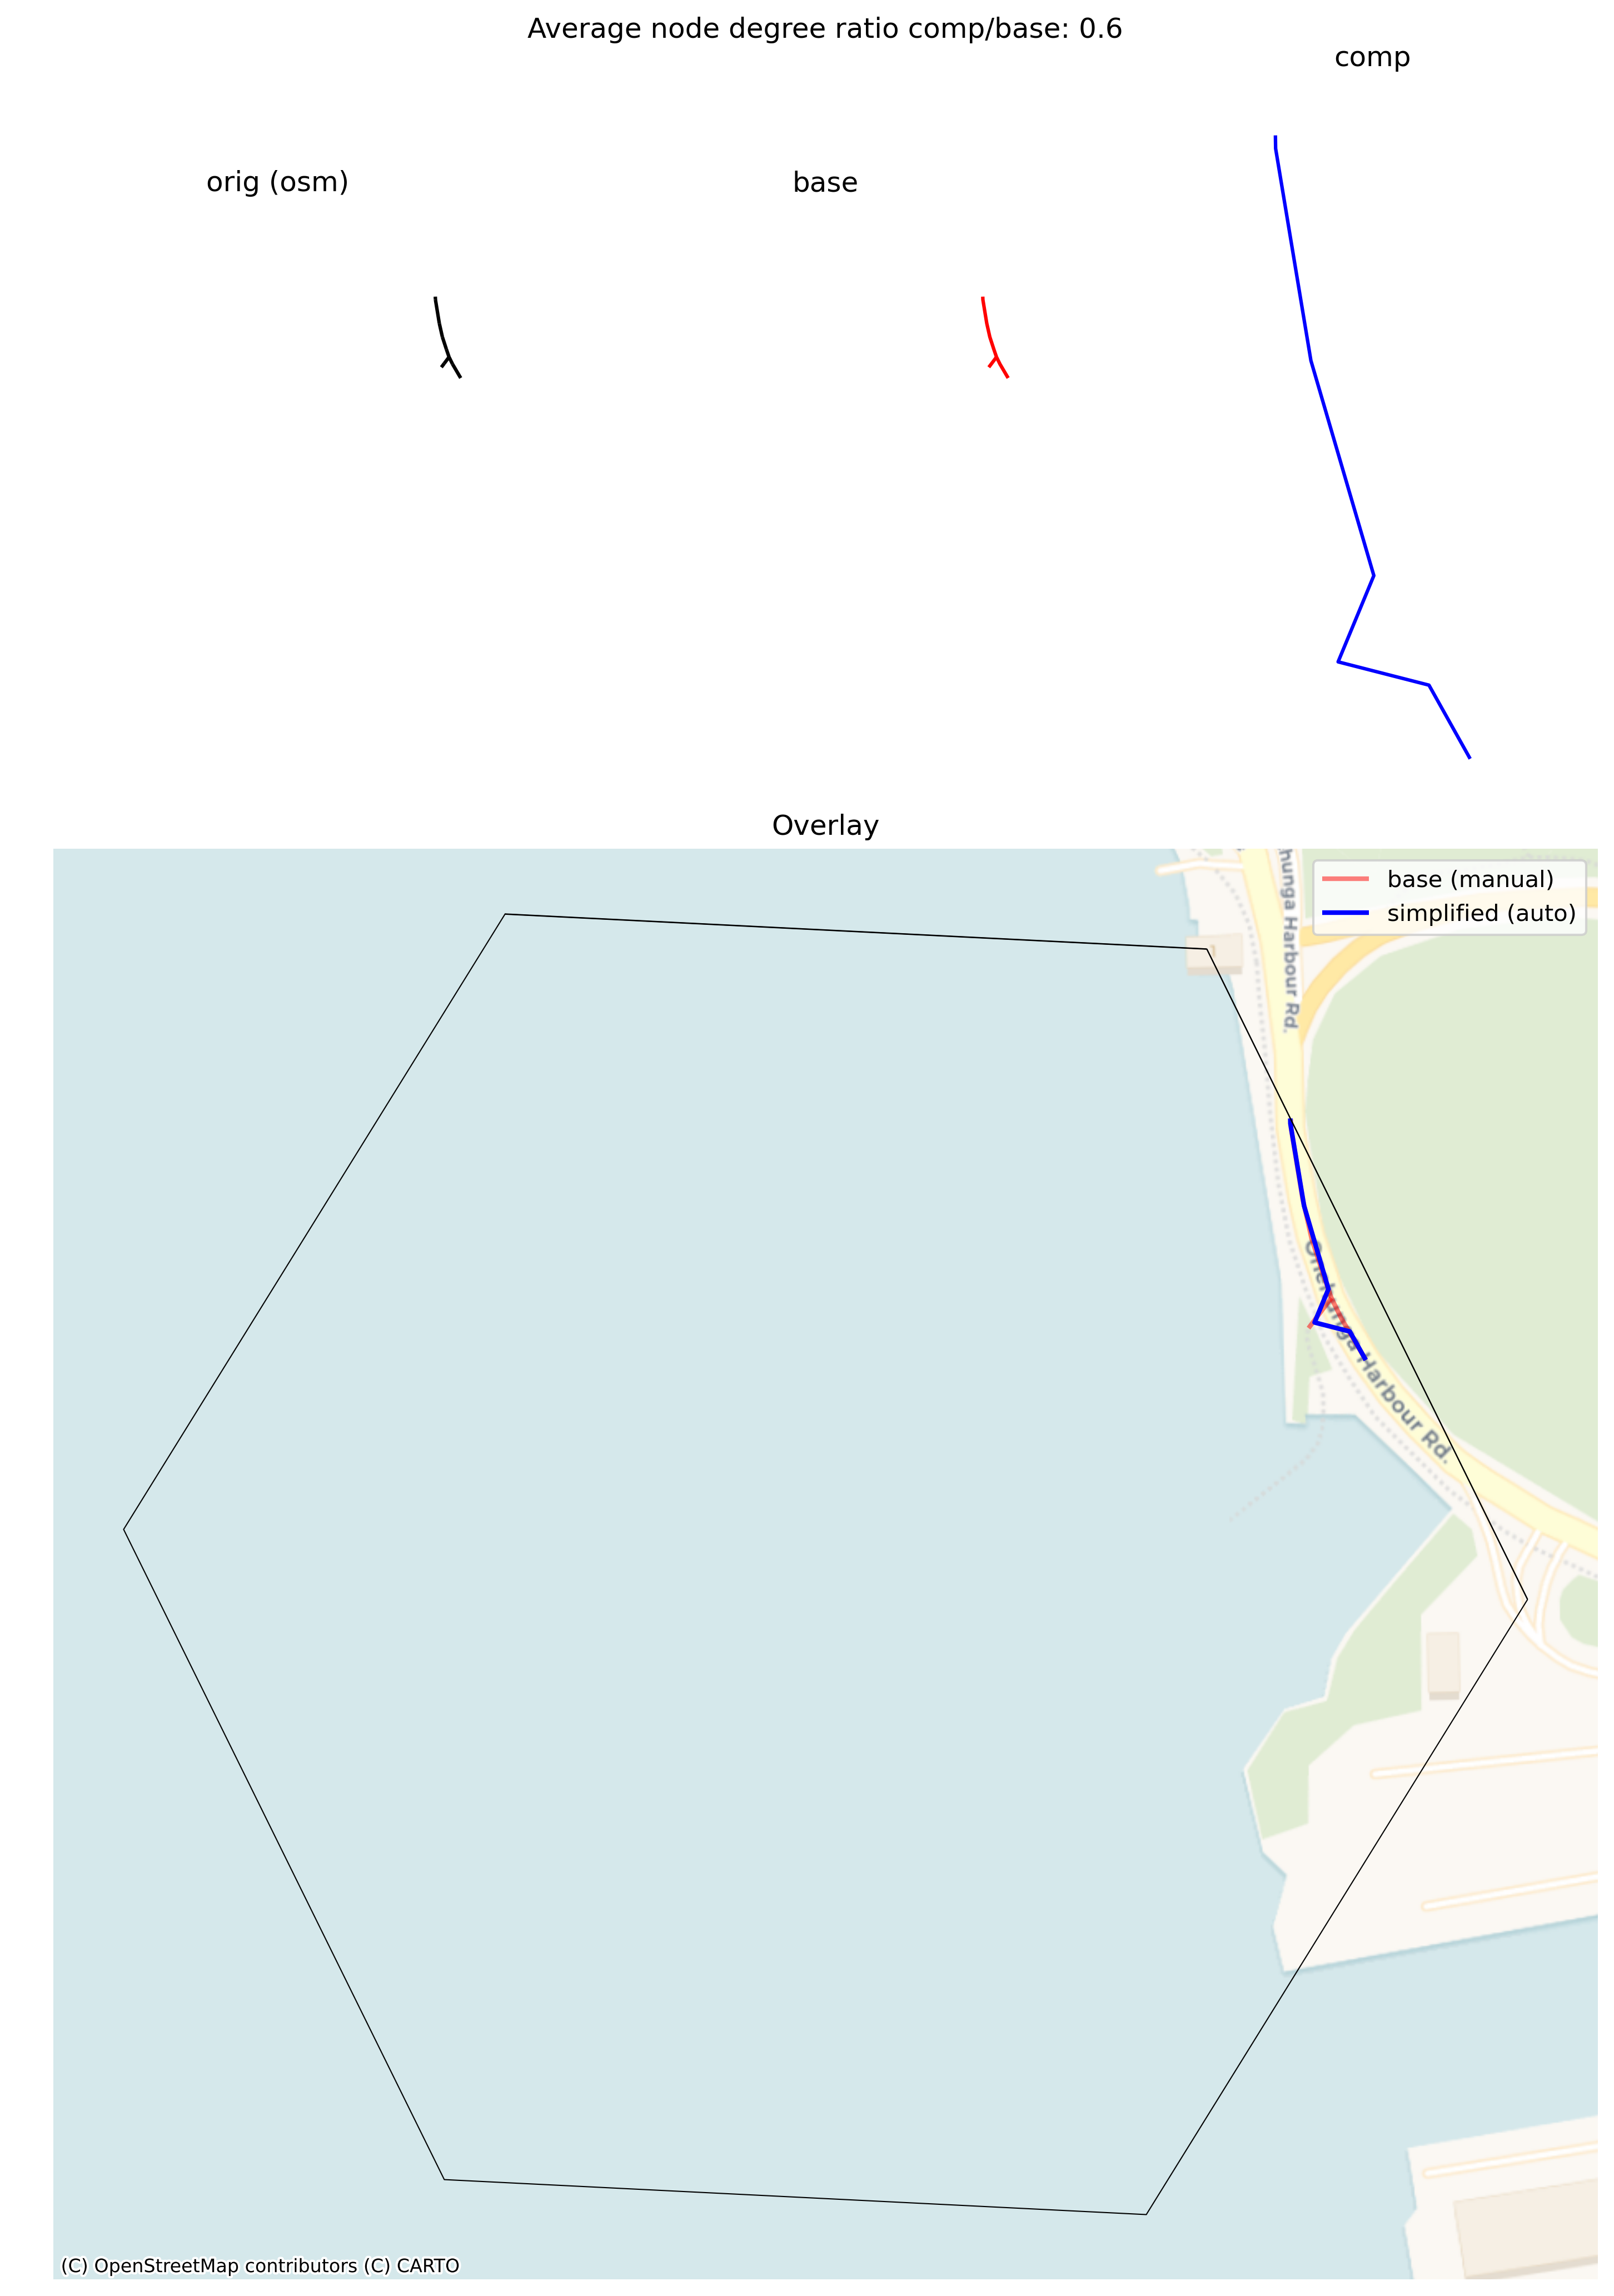 Average node degree ratio comp/base: 0.6
comp
orig (osm)
base
Overlay
hunga Harbour Rd.
base (manual)
simplified (auto)
Harbour Rd.
(C) OpenStreetMap contributors (C) CARTO